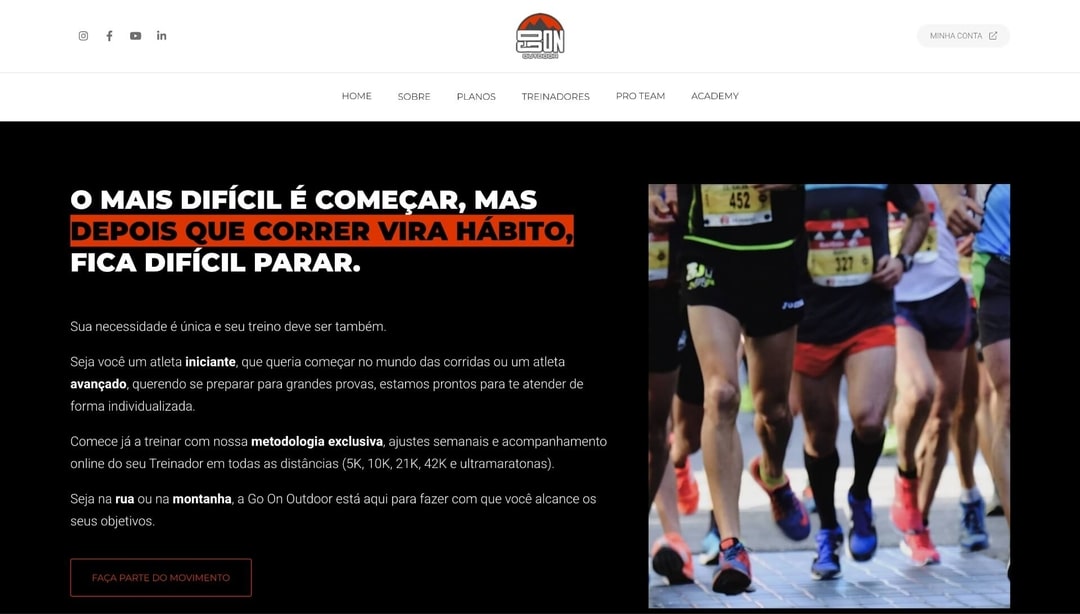 GO ON
OUTDOOR
MINHA CONTA
HOME SOBRE PLANOS TREINADORES PRO TEAM ACADEMY
O MAIS DIFÍCIL É COMEÇAR, MAS
DEPOIS QUE CORRER VIRA HÁBITO,
FICA DIFÍCIL PARAR.
Sua necessidade é única e seu treino deve ser também.
Seja você um atleta iniciante, que queria começar no mundo das corridas ou um atleta
avançado, querendo se preparar para grandes provas, estamos prontos para te atender de
forma individualizada.
Comece já a treinar com nossa metodologia exclusiva, ajustes semanais e acompanhamento
online do seu Treinador em todas as distâncias (5K, 10K, 21K, 42K e ultramaratonas).
Seja na rua ou na montanha, a Go On Outdoor está aqui para fazer com que você alcance os
seus objetivos.
FAÇA PARTE DO MOVIMENTO
452
327